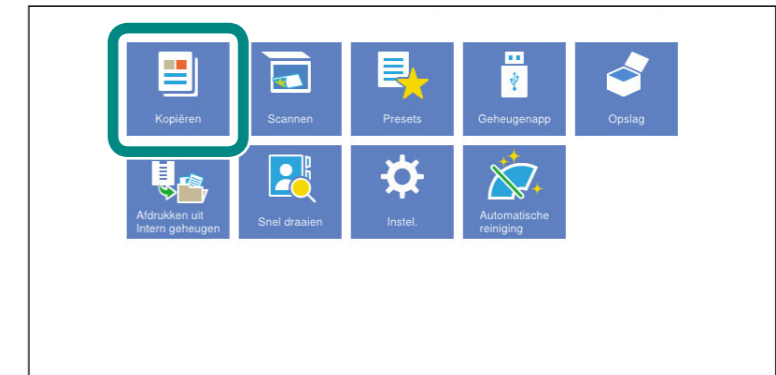 Kopiëren
Scannen
Presets
Geheugenapp
Opslag
Afdrukken uit
Intern geheugen
Snel draaien
Instel.
Automatische
reiniging